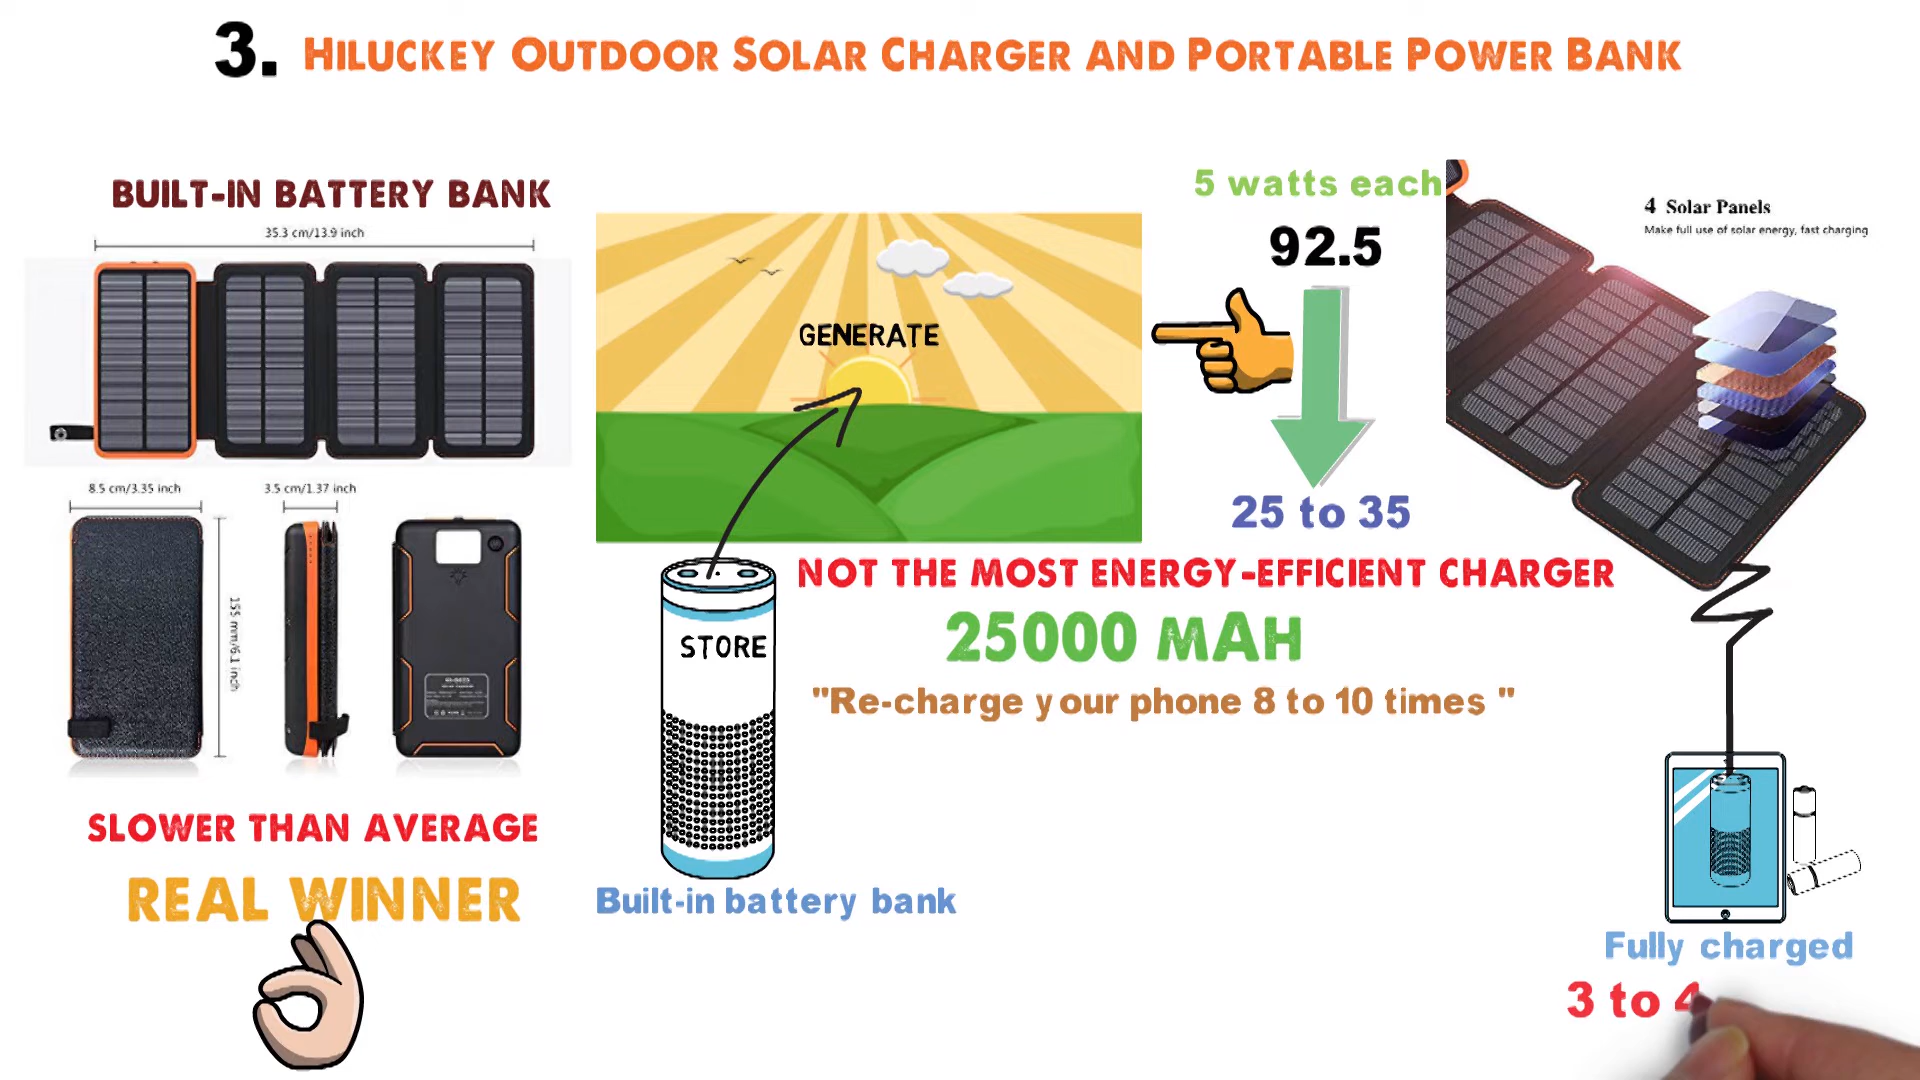 3. HILUCKEY OUTDOOR SOLAR CHARGER AND PORTABLE POWER BANK
BUILT-IN BATTERY BANK
35.3 cm/13.9 inch
8.5 cm/3.35 inch
3.5 cm/1.37 inch
155 mm/6.1 inch
SLOWER THAN AVERAGE
REAL WINNER
GENERATE
STORE
Built-in battery bank
5 watts each
92.5
25 to 35
4 Solar Panels
Make full use of solar energy, fast charging
NOT THE MOST ENERGY-EFFICIENT CHARGER
25000 MAH
"Re-charge your phone 8 to 10 times "
Fully charged
3 to 4